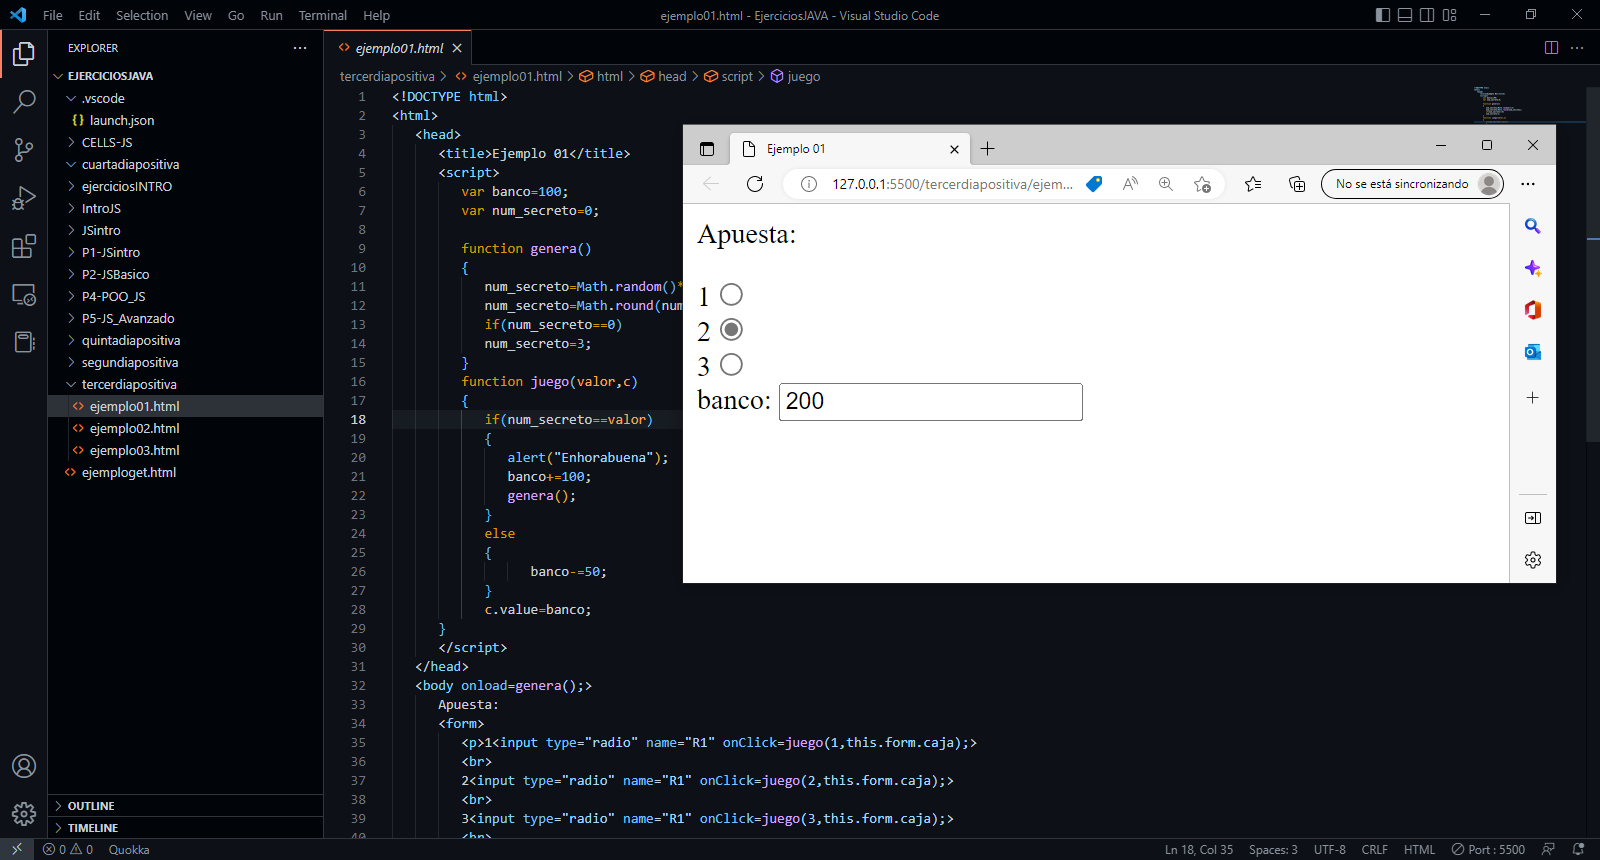 File Edit Selection View Go Run Terminal Help
ejemplo01.html - EjerciciosJAVA - Visual Studio Code
EXPLORER
EJERCICIOSJAVA
.vscode
{} launch.json
CELLS-JS
cuartadiapositiva
ejerciciosINTRO
IntroJS
JSintro
P1-JSintro
P2-JSBasico
P4-POO_JS
P5-JS_Avanzado
quintadiapositiva
segundiapositiva
tercerdiapositiva
ejemplo01.html
ejemplo02.html
ejemplo03.html
ejemploget.html
OUTLINE
TIMELINE
ejemplo01.html
tercerdiapositiva > ejemplo01.html > html > head > script > juego
1 <!DOCTYPE html>
2 <html>
3 <head>
4 <title>Ejemplo 01</title>
5 <script>
6 var banco=100;
7 var num_secreto=0;
8
9 function genera()
10 {
11 num_secreto=Math.random()*
12 num_secreto=Math.round(num
13 if(num_secreto==0)
14 num_secreto=3;
15 }
16 function juego(valor,c)
17 {
18 if(num_secreto==valor)
19 {
20 alert("Enhorabuena");
21 banco+=100;
22 genera();
23 }
24 else
25 {
26 banco-=50;
27 }
28 c.value=banco;
29 }
30 </script>
31 </head>
32 <body onload=genera();>
33 Apuesta:
34 <form>
35 <p>1<input type="radio" name="R1" onClick=juego(1,this.form.caja);>
36 <br>
37 2<input type="radio" name="R1" onClick=juego(2,this.form.caja);>
38 <br>
39 3<input type="radio" name="R1" onClick=juego(3,this.form.caja);>
40 <br>
Ejemplo 01
127.0.0.1:5500/tercerdiapositiva/ejem...
No se está sincronizando
Apuesta:
1
2
3
banco: 200
0 0 Quokka
Ln 18, Col 35 Spaces: 3 UTF-8 CRLF HTML Port : 5500